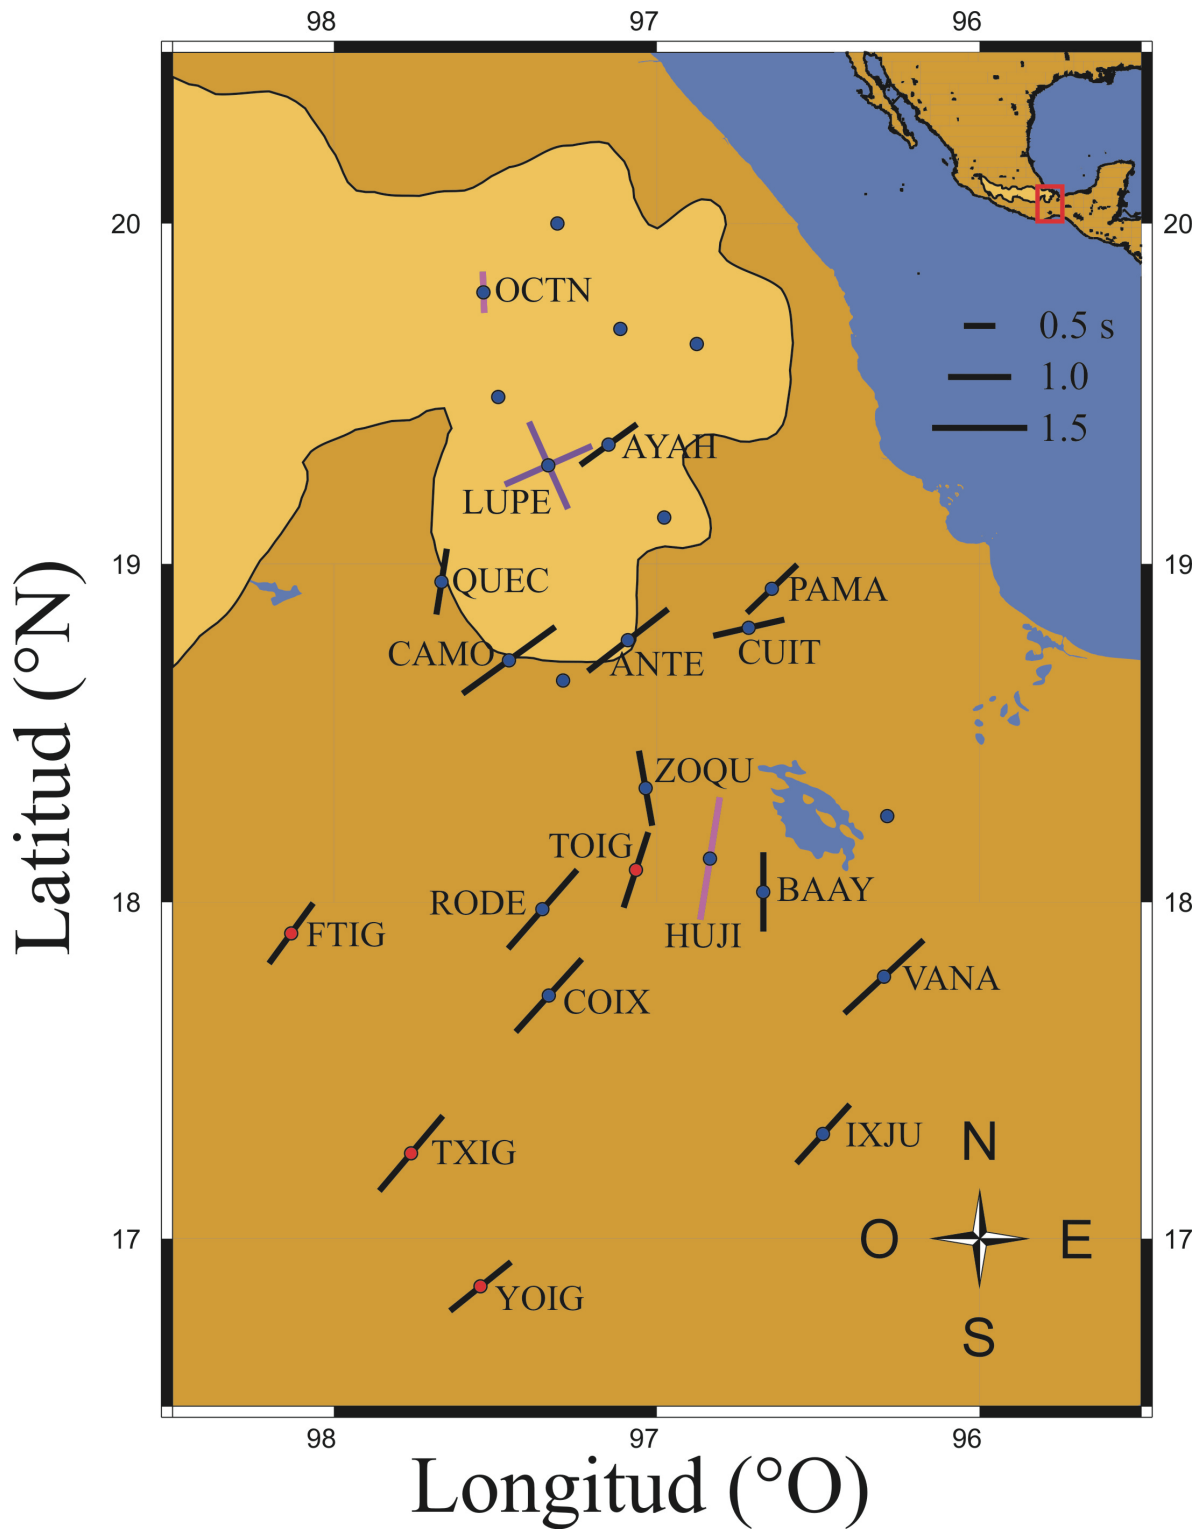 98 97 96
20 20
OCTN
0.5 s
1.0
1.5
AYAH
LUPE
19 19
QUEC
PAMA
CAMO
CUIT
ANTE
ZOQU
TOIG
BAAY
RODE
18 18
HUJI
FTIG
VANA
COIX
IXJU
N
TXIG
17 17
O E
YOIG
S
98 97 96
Latitud (°N)
Longitud (°O)